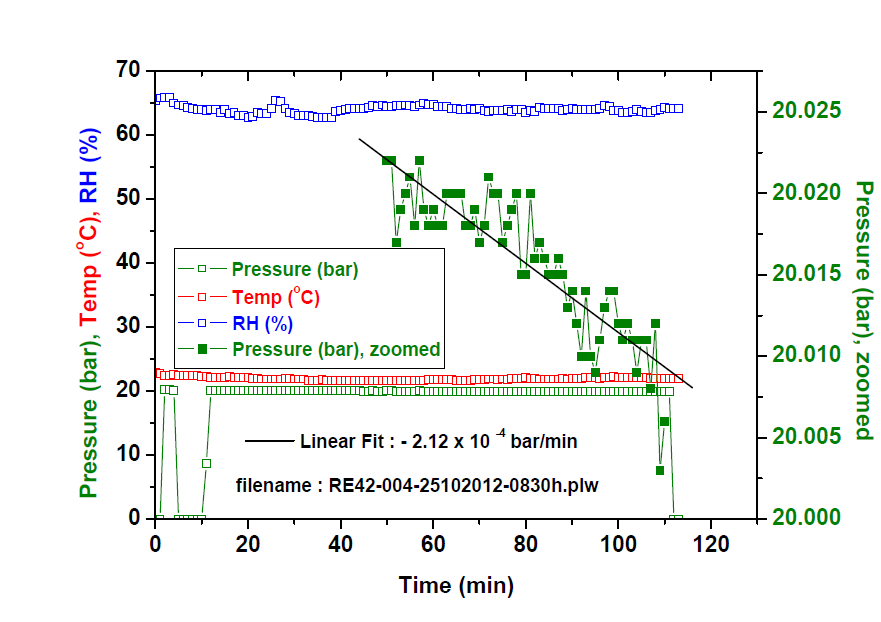 70
60
50
40
30
20
10
0
Pressure (bar), Temp (°C), RH (%)
20.025
20.020
20.015
20.010
20.005
20.000
Pressure (bar), zoomed
Pressure (bar)
Temp (°C)
RH (%)
Pressure (bar), zoomed
Linear Fit : - 2.12 x 10 -4 bar/min
filename : RE42-004-25102012-0830h.plw
0 20 40 60 80 100 120
Time (min)